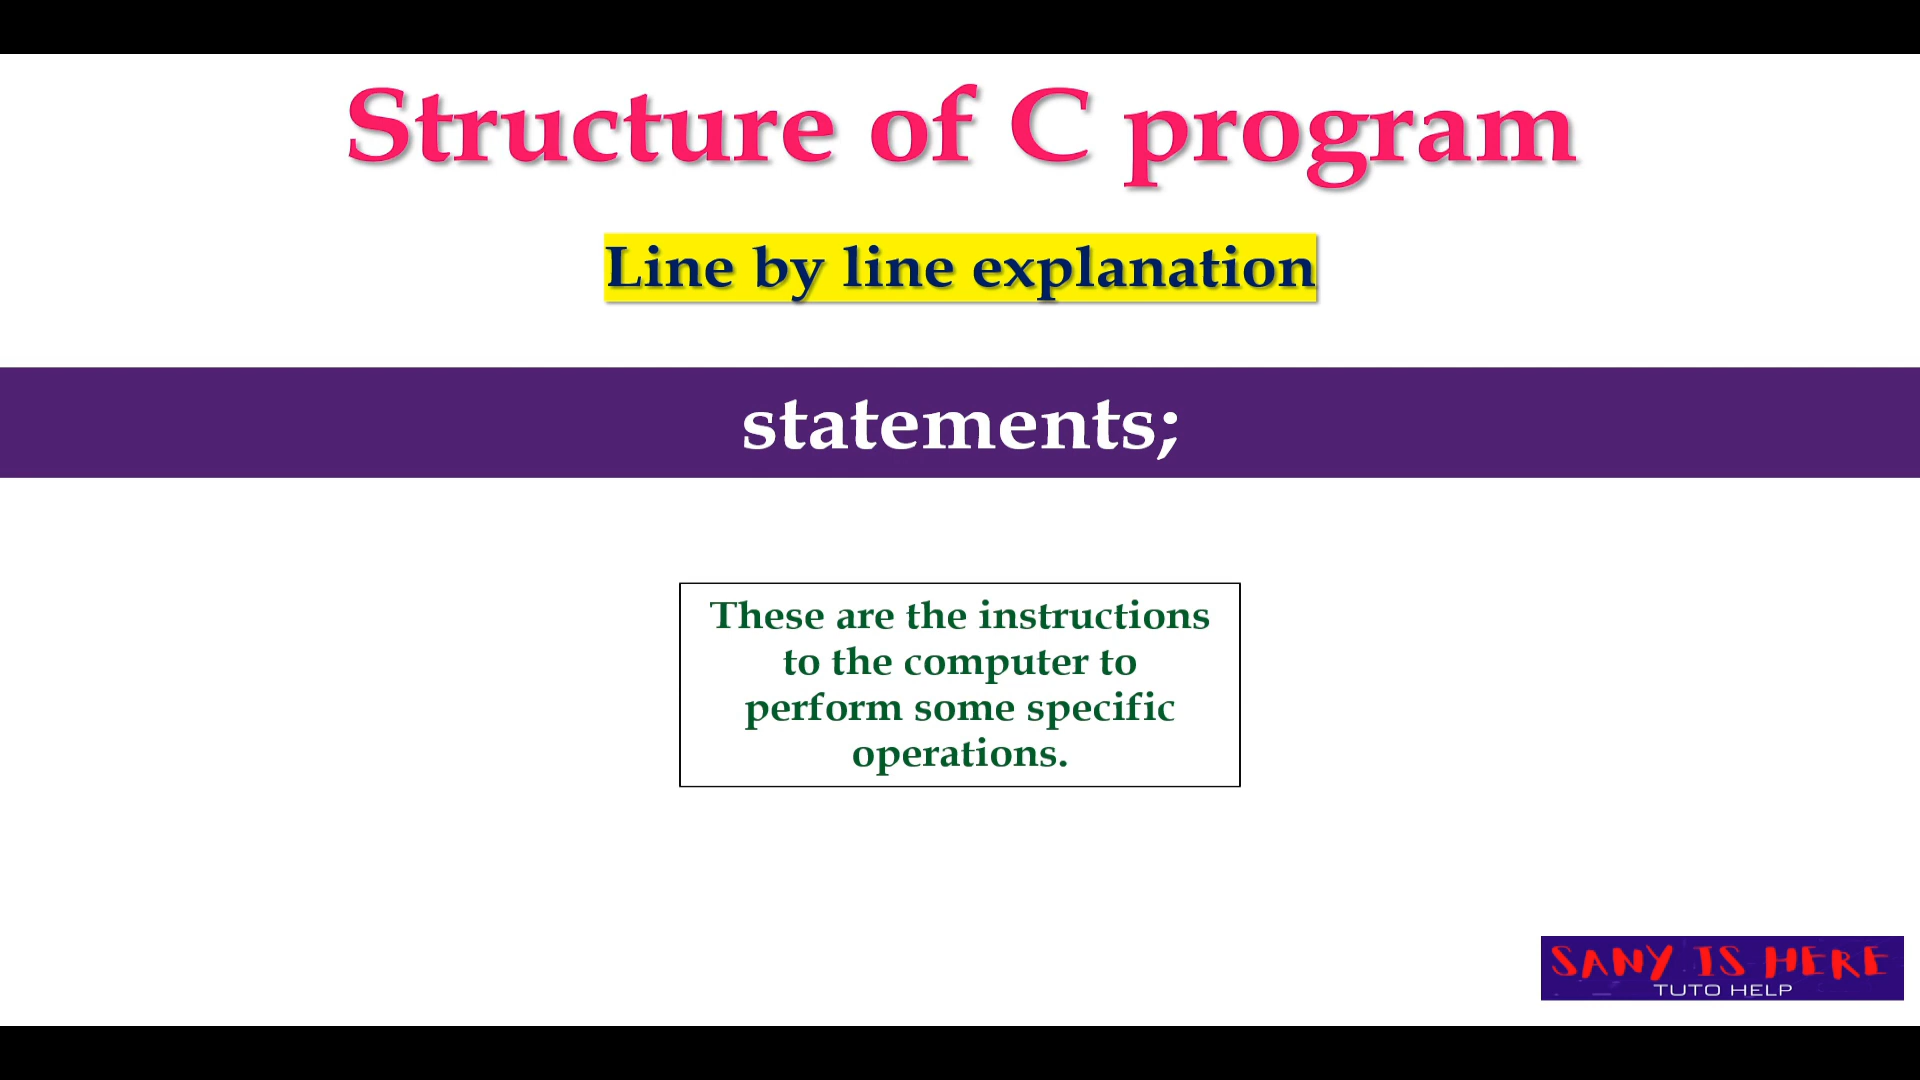 Structure of C program
Line by line explanation
statements;
These are the instructions
to the computer to
perform some specific
operations.
SANY IS HERE
TUTO HELP